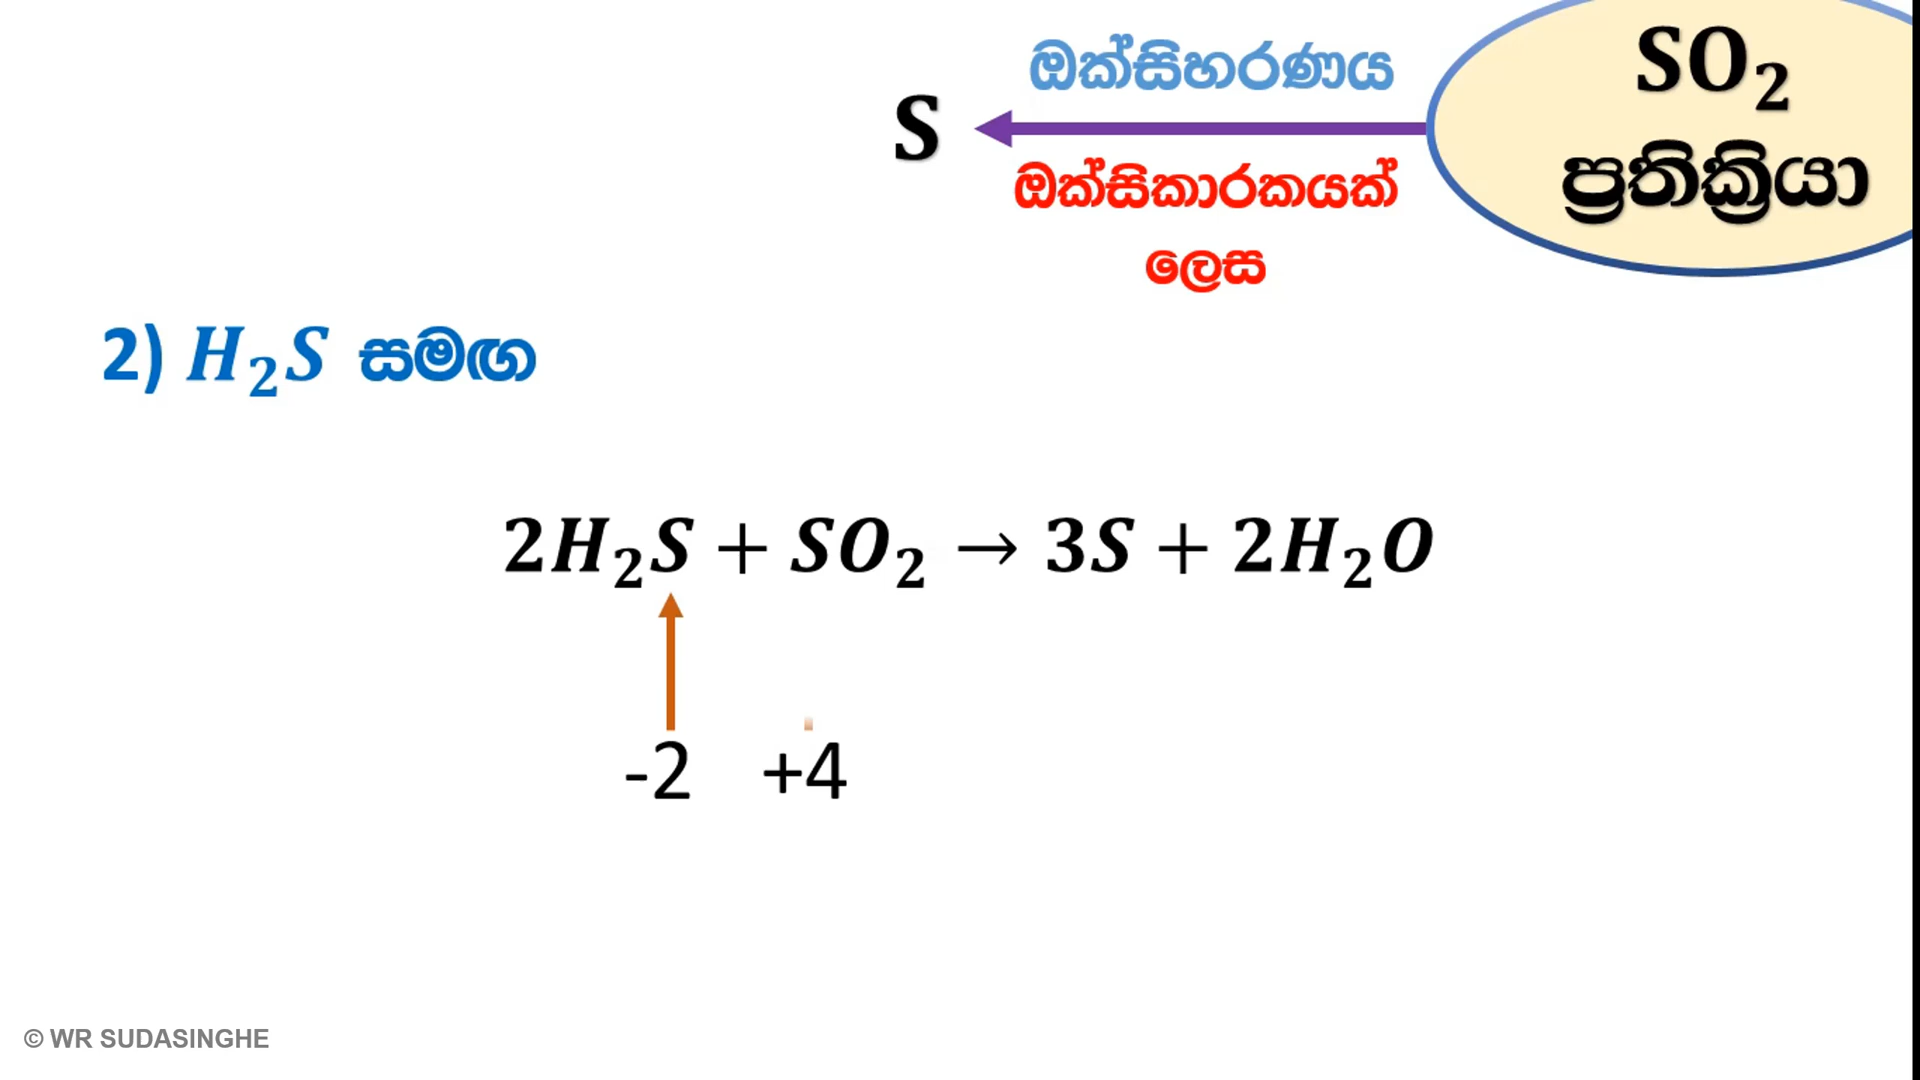 SO₂
ප්‍රතික්‍රියා
ඔක්සිහරණය
S
ඔක්සිකාරකයක්
ලෙස
2) H₂S සමඟ
2H₂S + SO₂ → 3S + 2H₂O
-2 +4
© WR SUDASINGHE